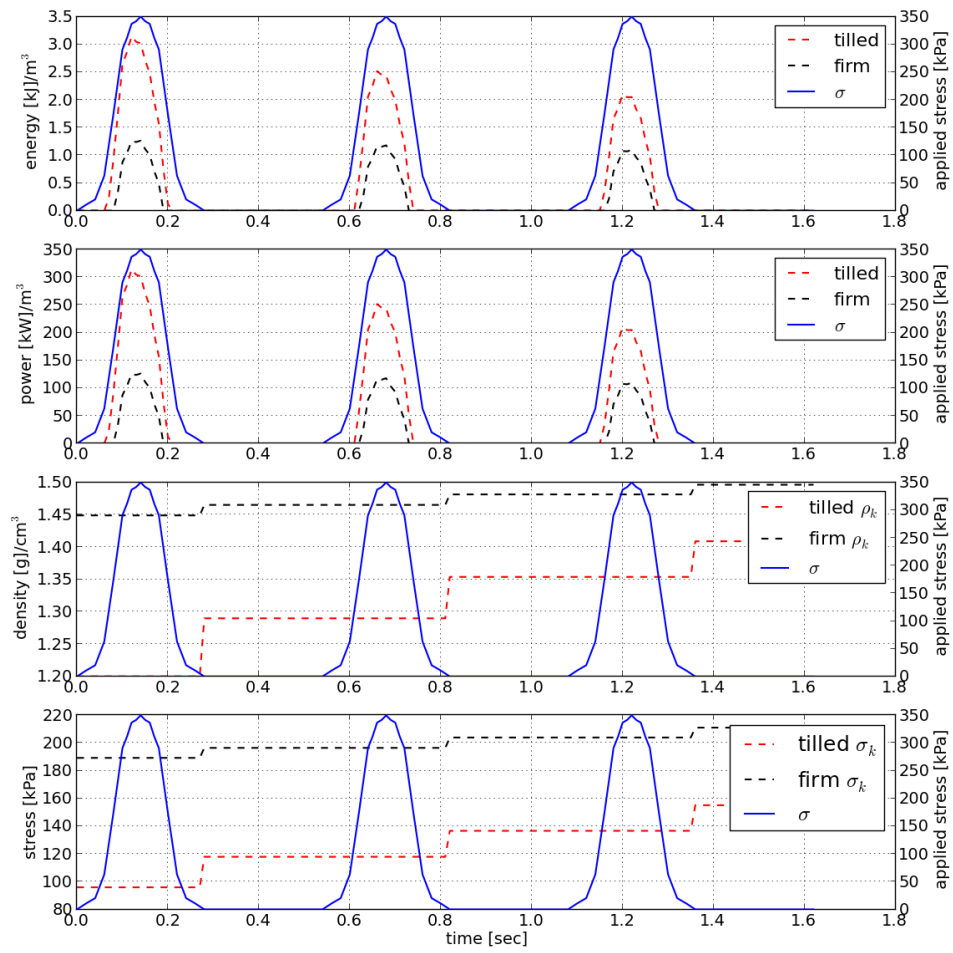 3.5
3.0
2.5
2.0
1.5
1.0
0.5
0.0
energy [kJ]/m³
0.0 0.2 0.4 0.6 0.8 1.0 1.2 1.4 1.6 1.8
350
300
250
200
150
100
50
0
applied stress [kPa]
tilled
firm
σ
350
300
250
200
150
100
50
0
power [kW]/m³
0.0 0.2 0.4 0.6 0.8 1.0 1.2 1.4 1.6 1.8
350
300
250
200
150
100
50
0
applied stress [kPa]
tilled
firm
σ
1.50
1.45
1.40
1.35
1.30
1.25
1.20
density [g]/cm³
0.0 0.2 0.4 0.6 0.8 1.0 1.2 1.4 1.6 1.8
350
300
250
200
150
100
50
0
applied stress [kPa]
tilled ρₖ
firm ρₖ
σ
220
200
180
160
140
120
100
80
stress [kPa]
0.0 0.2 0.4 0.6 0.8 1.0 1.2 1.4 1.6 1.8
time [sec]
350
300
250
200
150
100
50
0
applied stress [kPa]
tilled σₖ
firm σₖ
σ